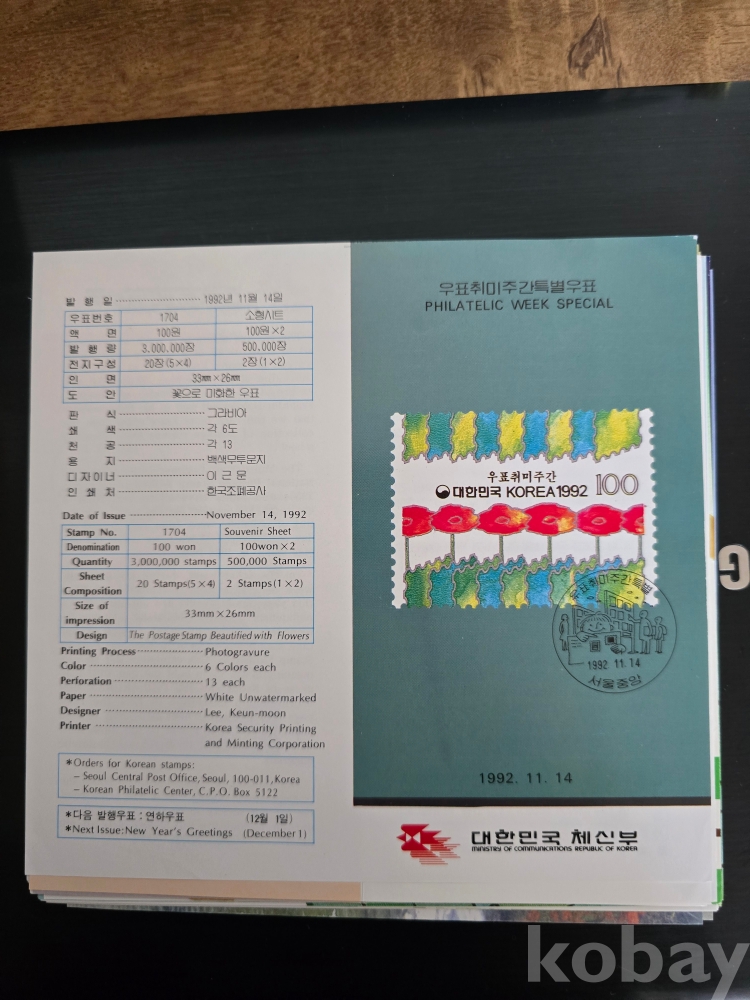 발 행 일 ························ 1992년 11월 14일
우표번호 1704 소형시트
액 면 100원 100원×2
발 행 량 3,000,000장 500,000장
전지구성 20장(5×4) 2장(1×2)
인 면 33㎜×26㎜
도 안 꽃으로 미화한 우표
판 식 ························ 그라비아
쇄 색 ························ 각 6도
천 공 ························ 각 13
용 지 ························ 백색무투문지
디 자 이 너 ························ 이 근 문
인 쇄 처 ························ 한국조폐공사
Date of Issue ························ November 14, 1992
Stamp No. 1704 Souvenir Sheet
Denomination 100 won 100won×2
Quantity 3,000,000 stamps 500,000 Stamps
Sheet Composition 20 Stamps(5×4) 2 Stamps(1×2)
Size of impression 33mm×26mm
Design The Postage Stamp Beautified with Flowers
Printing Process ················ Photogravure
Color ························ 6 Colors each
Perforation ···················· 13 each
Paper ························ White Unwatermarked
Designer ······················ Lee, Keun-moon
Printer ························ Korea Security Printing
and Minting Corporation
*Orders for Korean stamps:
– Seoul Central Post Office, Seoul, 100-011, Korea
– Korean Philatelic Center, C.P.O. Box 5122
*다음 발행우표 : 연하우표 (12월 1일)
*Next Issue: New Year's Greetings (December 1)
우표취미주간특별우표
PHILATELIC WEEK SPECIAL
우표취미주간
대한민국 KOREA 1992 100
우표취미주간특별
1992. 11. 14
서울중앙
1992. 11. 14
대한민국 체신부
MINISTRY OF COMMUNICATIONS, REPUBLIC OF KOREA
G
kobay